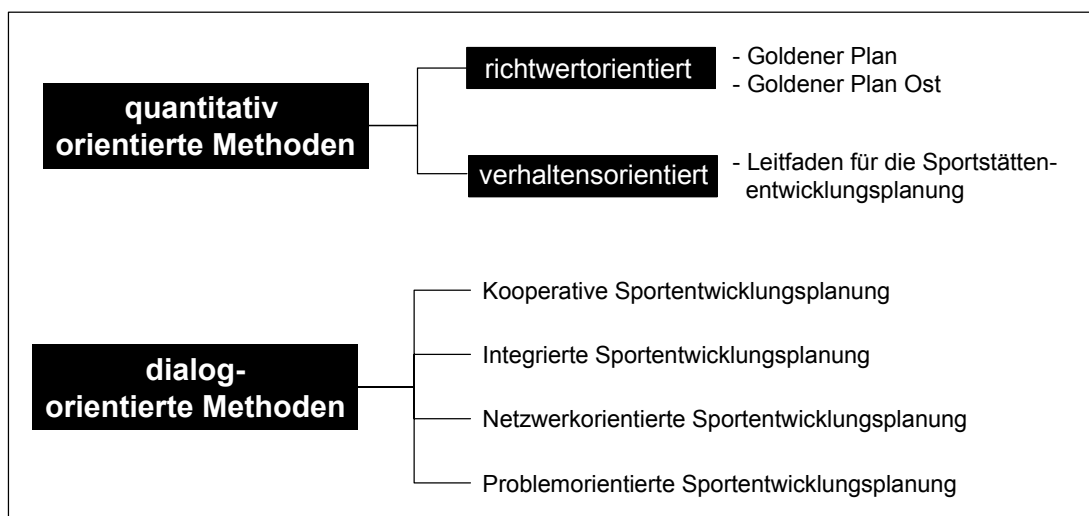 quantitativ
orientierte Methoden
richtwertorientiert
- Goldener Plan
- Goldener Plan Ost
verhaltensorientiert
- Leitfaden für die Sportstätten-
entwicklungsplanung
dialog-
orientierte Methoden
Kooperative Sportentwicklungsplanung
Integrierte Sportentwicklungsplanung
Netzwerkorientierte Sportentwicklungsplanung
Problemorientierte Sportentwicklungsplanung